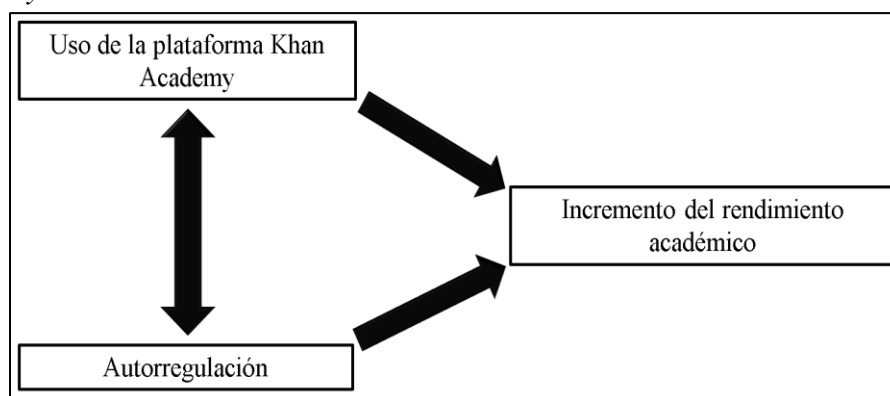 Uso de la plataforma Khan
Academy
Incremento del rendimiento
académico
Autorregulación